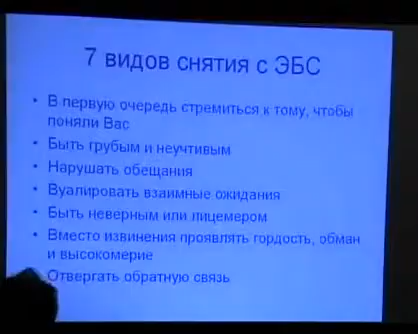 7 видов снятия с ЭБС
• В первую очередь стремиться к тому, чтобы
поняли Вас
• Быть грубым и неучтивым
• Нарушать обещания
• Вуалировать взаимные ожидания
• Быть неверным или лицемером
• Вместо извинения проявлять гордость, обман
и высокомерие
Отвергать обратную связь